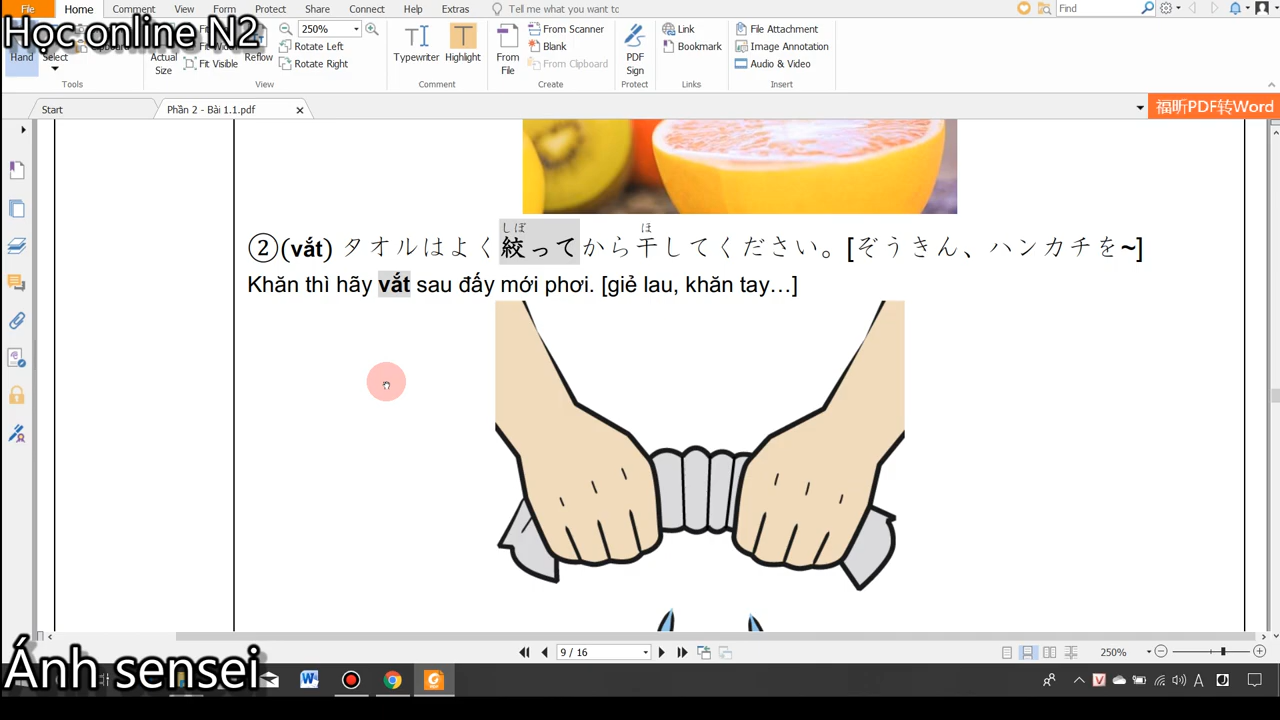 File Home Comment View Form Protect Share Connect Help Extras Tell me what you want to Find
Học online N2
Hand Select Actual Size Fit Visible Reflow 250% Rotate Left Rotate Right Typewriter Highlight From File From Scanner Blank From Clipboard PDF Sign Link Bookmark File Attachment Image Annotation Audio & Video
Tools View Comment Create Protect Links Insert
Start Phần 2 - Bài 1.1.pdf 福昕PDF转Word
しぼ ほ
②(vắt) タオルはよく絞ってから干してください。[ぞうきん、ハンカチを~]
Khăn thì hãy vắt sau đấy mới phơi. [giẻ lau, khăn tay…]
9 / 16 250%
Ánh sensei